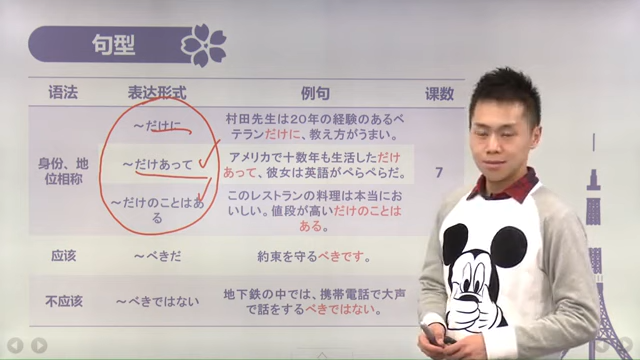 句型
语法 表达形式 例句 课数
身份、地
位相称
～だけに
村田先生は20年の経験のあるベ
テランだけに、教え方がうまい。
～だけあって
アメリカで十数年も生活しただけ
あって、彼女は英語がぺらぺらだ。
7
～だけのことはあ
る
このレストランの料理は本当にお
いしい。値段が高いだけのことは
ある。
应该 ～べきだ 約束を守るべきです。
不应该 ～べきではない
地下鉄の中では、携帯電話で大声
で話をするべきではない。